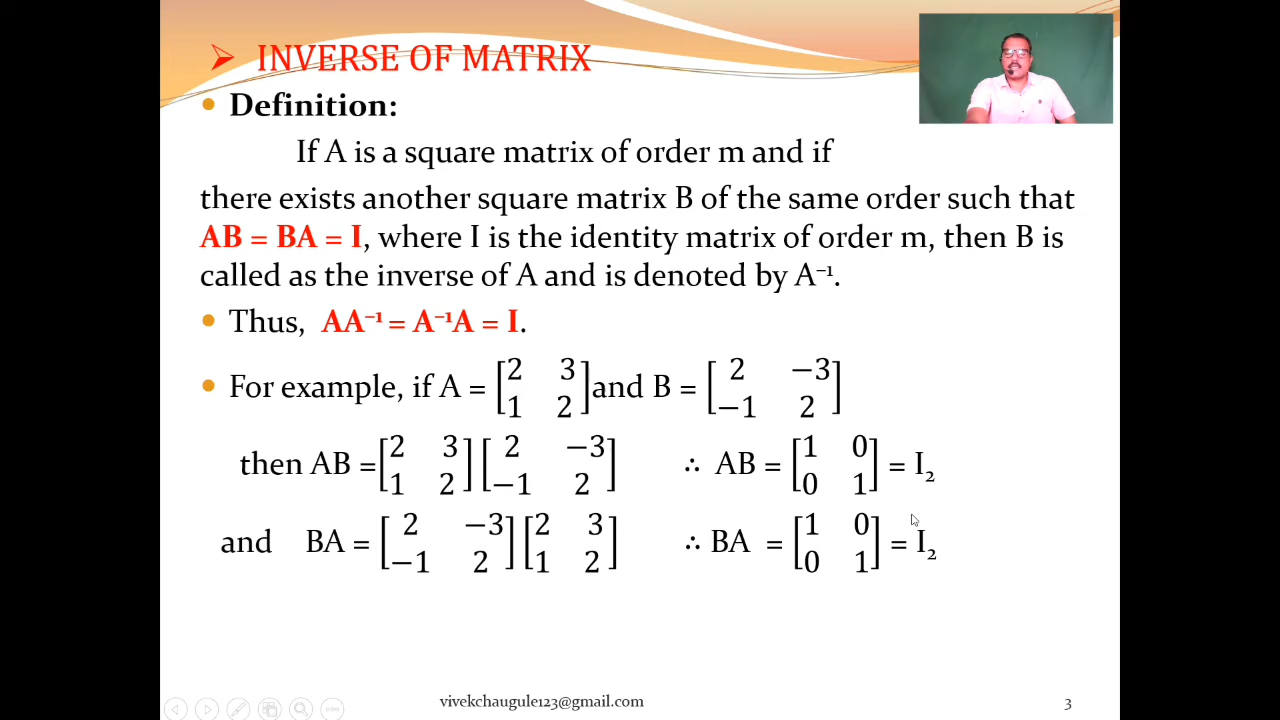 ➢ INVERSE OF MATRIX
• Definition:
If A is a square matrix of order m and if
there exists another square matrix B of the same order such that
AB = BA = I, where I is the identity matrix of order m, then B is
called as the inverse of A and is denoted by A⁻¹.
• Thus, AA⁻¹ = A⁻¹A = I.
• For example, if A = [2 3; 1 2] and B = [2 −3; −1 2]
then AB = [2 3; 1 2] [2 −3; −1 2] ∴ AB = [1 0; 0 1] = I₂
and BA = [2 −3; −1 2] [2 3; 1 2] ∴ BA = [1 0; 0 1] = I₂
vivekchaugule123@gmail.com 3